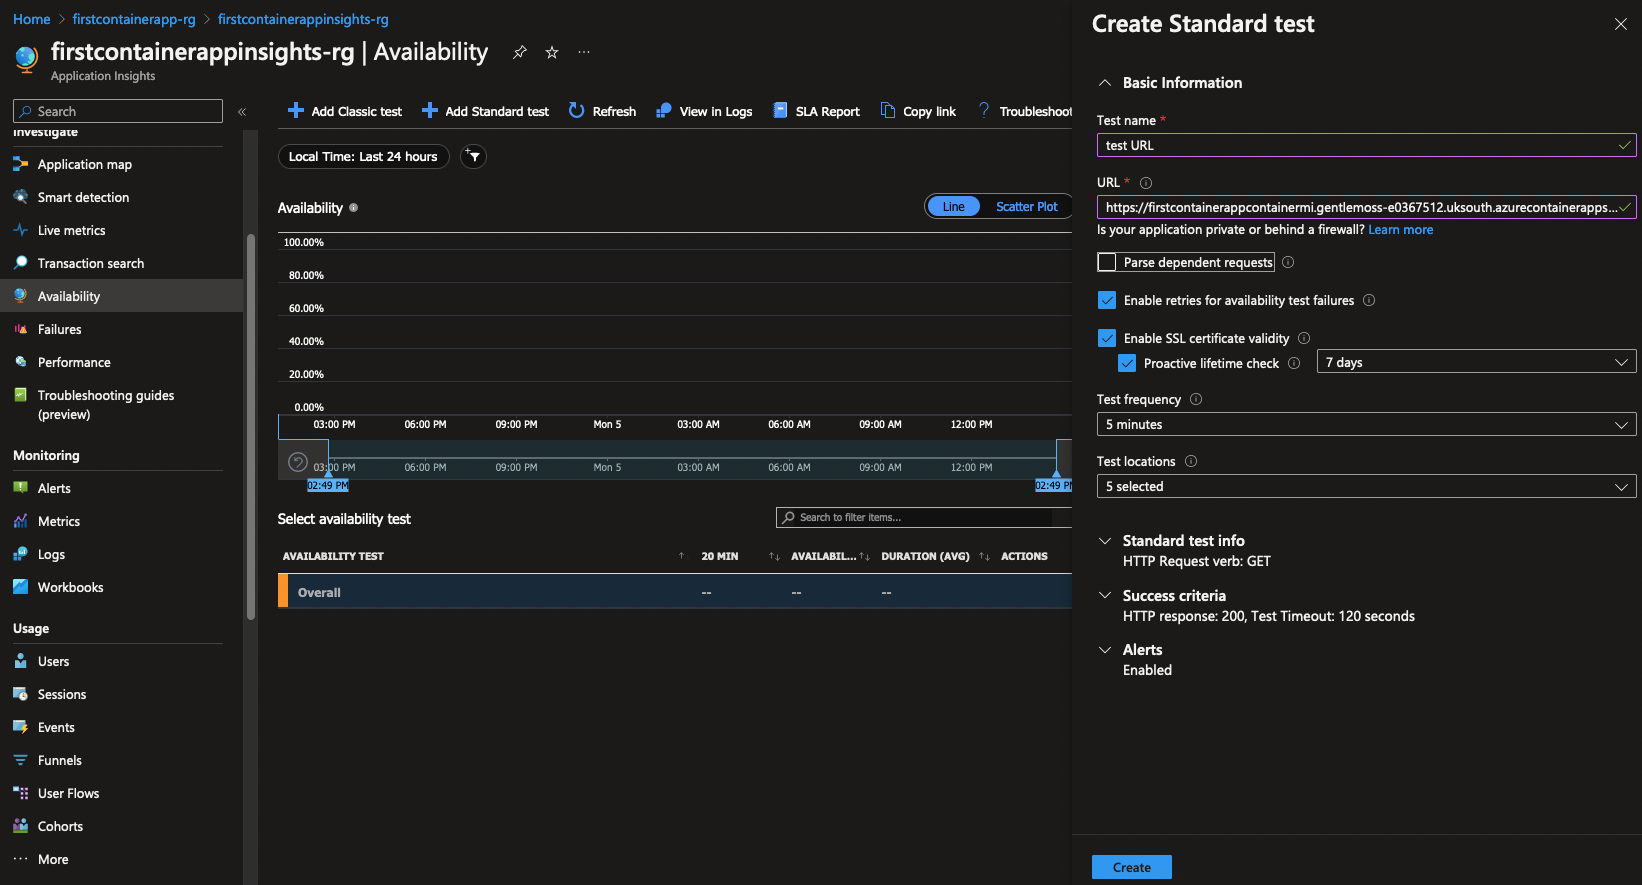 Home > firstcontainerapp-rg > firstcontainerappinsights-rg
firstcontainerappinsights-rg | Availability
Application Insights
Search
Investigate
Application map
Smart detection
Live metrics
Transaction search
Availability
Failures
Performance
Troubleshooting guides
(preview)
Monitoring
Alerts
Metrics
Logs
Workbooks
Usage
Users
Sessions
Events
Funnels
User Flows
Cohorts
More
Add Classic test
Add Standard test
Refresh
View in Logs
SLA Report
Copy link
Troubleshoot
Local Time: Last 24 hours
Availability
Line
Scatter Plot
100.00%
80.00%
60.00%
40.00%
20.00%
0.00%
03:00 PM 06:00 PM 09:00 PM Mon 5 03:00 AM 06:00 AM 09:00 AM 12:00 PM
03:00 PM 06:00 PM 09:00 PM Mon 5 03:00 AM 06:00 AM 09:00 AM 12:00 PM
02:49 PM 02:49 PM
Select availability test
Search to filter items...
AVAILABILITY TEST 20 MIN AVAILABIL... DURATION (AVG) ACTIONS
Overall -- -- --
Create Standard test
Basic Information
Test name *
test URL
URL *
https://firstcontainerappcontainermi.gentlemoss-e0367512.uksouth.azurecontainerapps...
Is your application private or behind a firewall? Learn more
Parse dependent requests
Enable retries for availability test failures
Enable SSL certificate validity
Proactive lifetime check
7 days
Test frequency
5 minutes
Test locations
5 selected
Standard test info
HTTP Request verb: GET
Success criteria
HTTP response: 200, Test Timeout: 120 seconds
Alerts
Enabled
Create